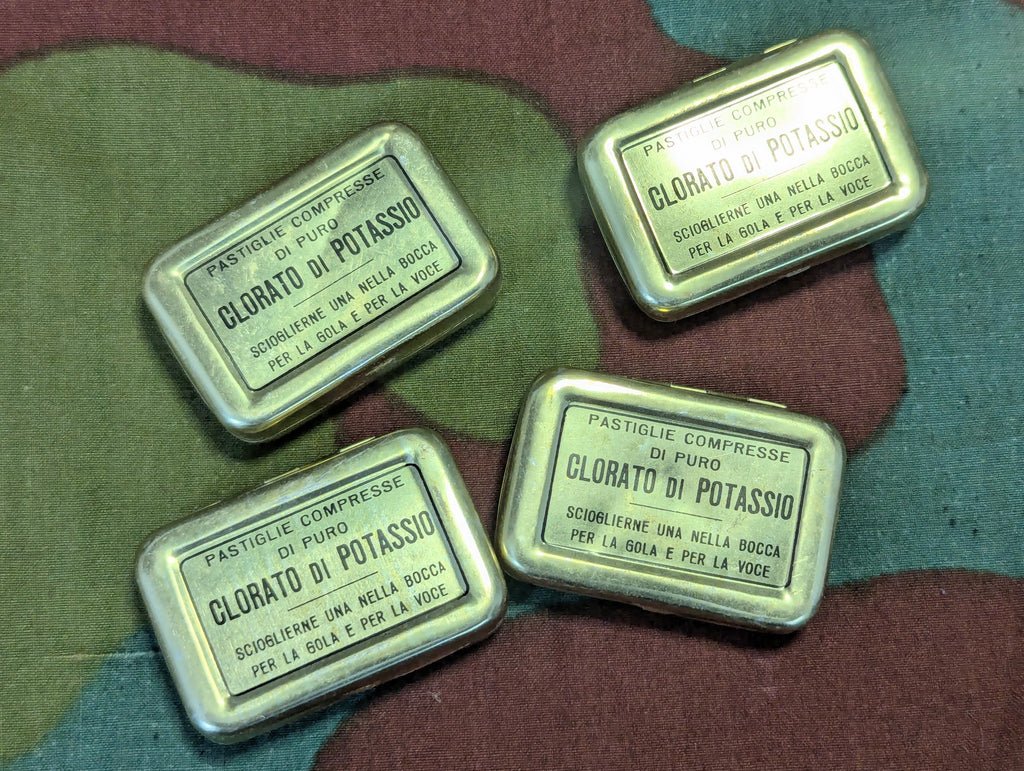 PASTIGLIE COMPRESSE
DI PURO
CLORATO DI POTASSIO
SCIOGLIERNE UNA NELLA BOCCA
PER LA GOLA E PER LA VOCE
PASTIGLIE COMPRESSE
DI PURO
CLORATO DI POTASSIO
SCIOGLIERNE UNA NELLA BOCCA
PER LA GOLA E PER LA VOCE
PASTIGLIE COMPRESSE
DI PURO
CLORATO DI POTASSIO
SCIOGLIERNE UNA NELLA BOCCA
PER LA GOLA E PER LA VOCE
PASTIGLIE COMPRESSE
DI PURO
CLORATO DI POTASSIO
SCIOGLIERNE UNA NELLA BOCCA
PER LA GOLA E PER LA VOCE